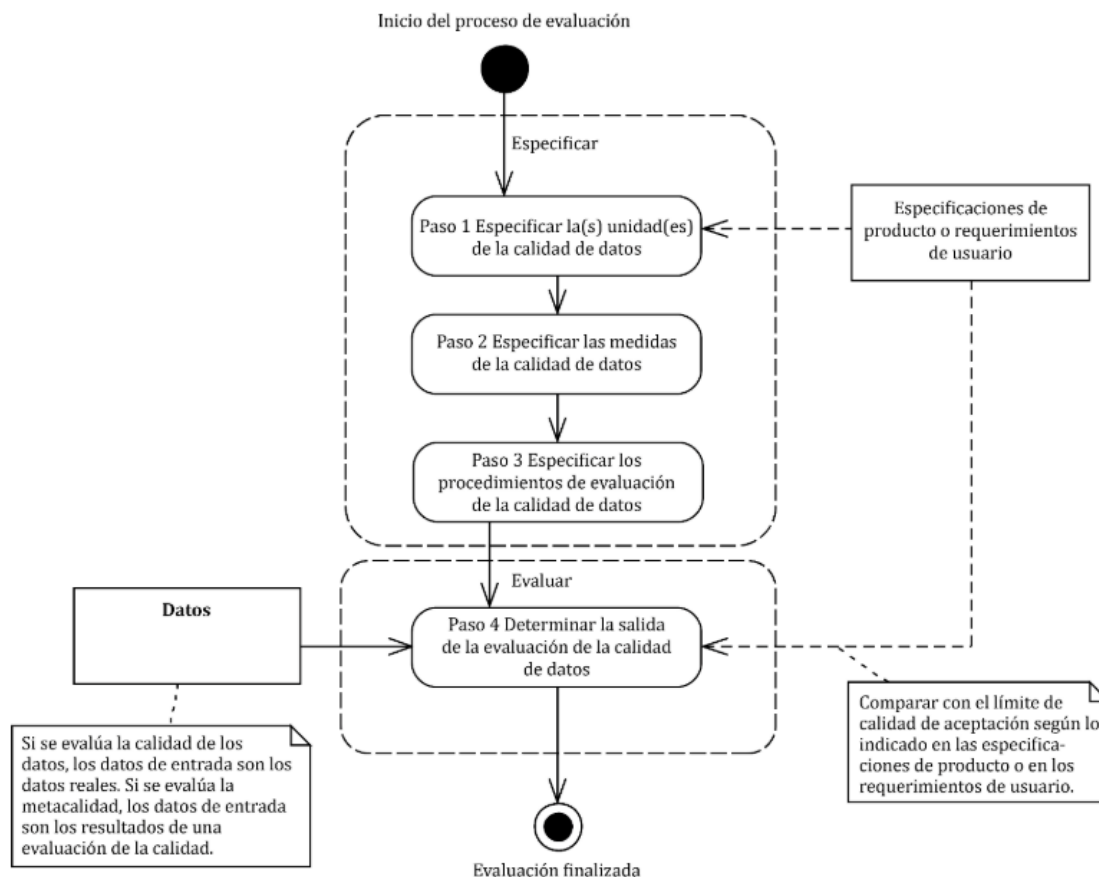 Inicio del proceso de evaluación
Especificar
Paso 1 Especificar la(s) unidad(es)
de la calidad de datos
Especificaciones de
producto o requerimientos
de usuario
Paso 2 Especificar las medidas
de la calidad de datos
Paso 3 Especificar los
procedimientos de evaluación
de la calidad de datos
Evaluar
Datos
Paso 4 Determinar la salida
de la evaluación de la calidad
de datos
Si se evalúa la calidad de los
datos, los datos de entrada son los
datos reales. Si se evalúa la
metacalidad, los datos de entrada
son los resultados de una
evaluación de la calidad.
Comparar con el límite de
calidad de aceptación según lo
indicado en las especifica-
ciones de producto o en los
requerimientos de usuario.
Evaluación finalizada